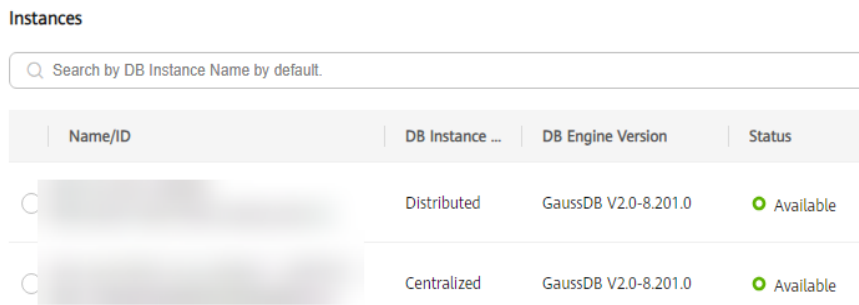 Instances
Search by DB Instance Name by default.
Name/ID DB Instance ... DB Engine Version Status
Distributed GaussDB V2.0-8.201.0 Available
Centralized GaussDB V2.0-8.201.0 Available